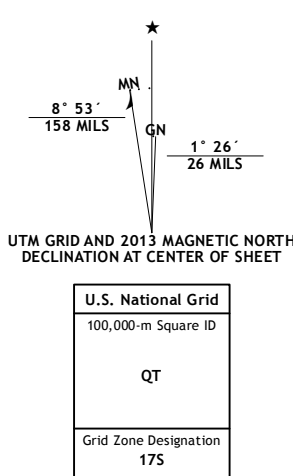 ★
MN
8° 53´
158 MILS
GN
1° 26´
26 MILS
UTM GRID AND 2013 MAGNETIC NORTH
DECLINATION AT CENTER OF SHEET
U.S. National Grid
100,000-m Square ID
QT
Grid Zone Designation
17S